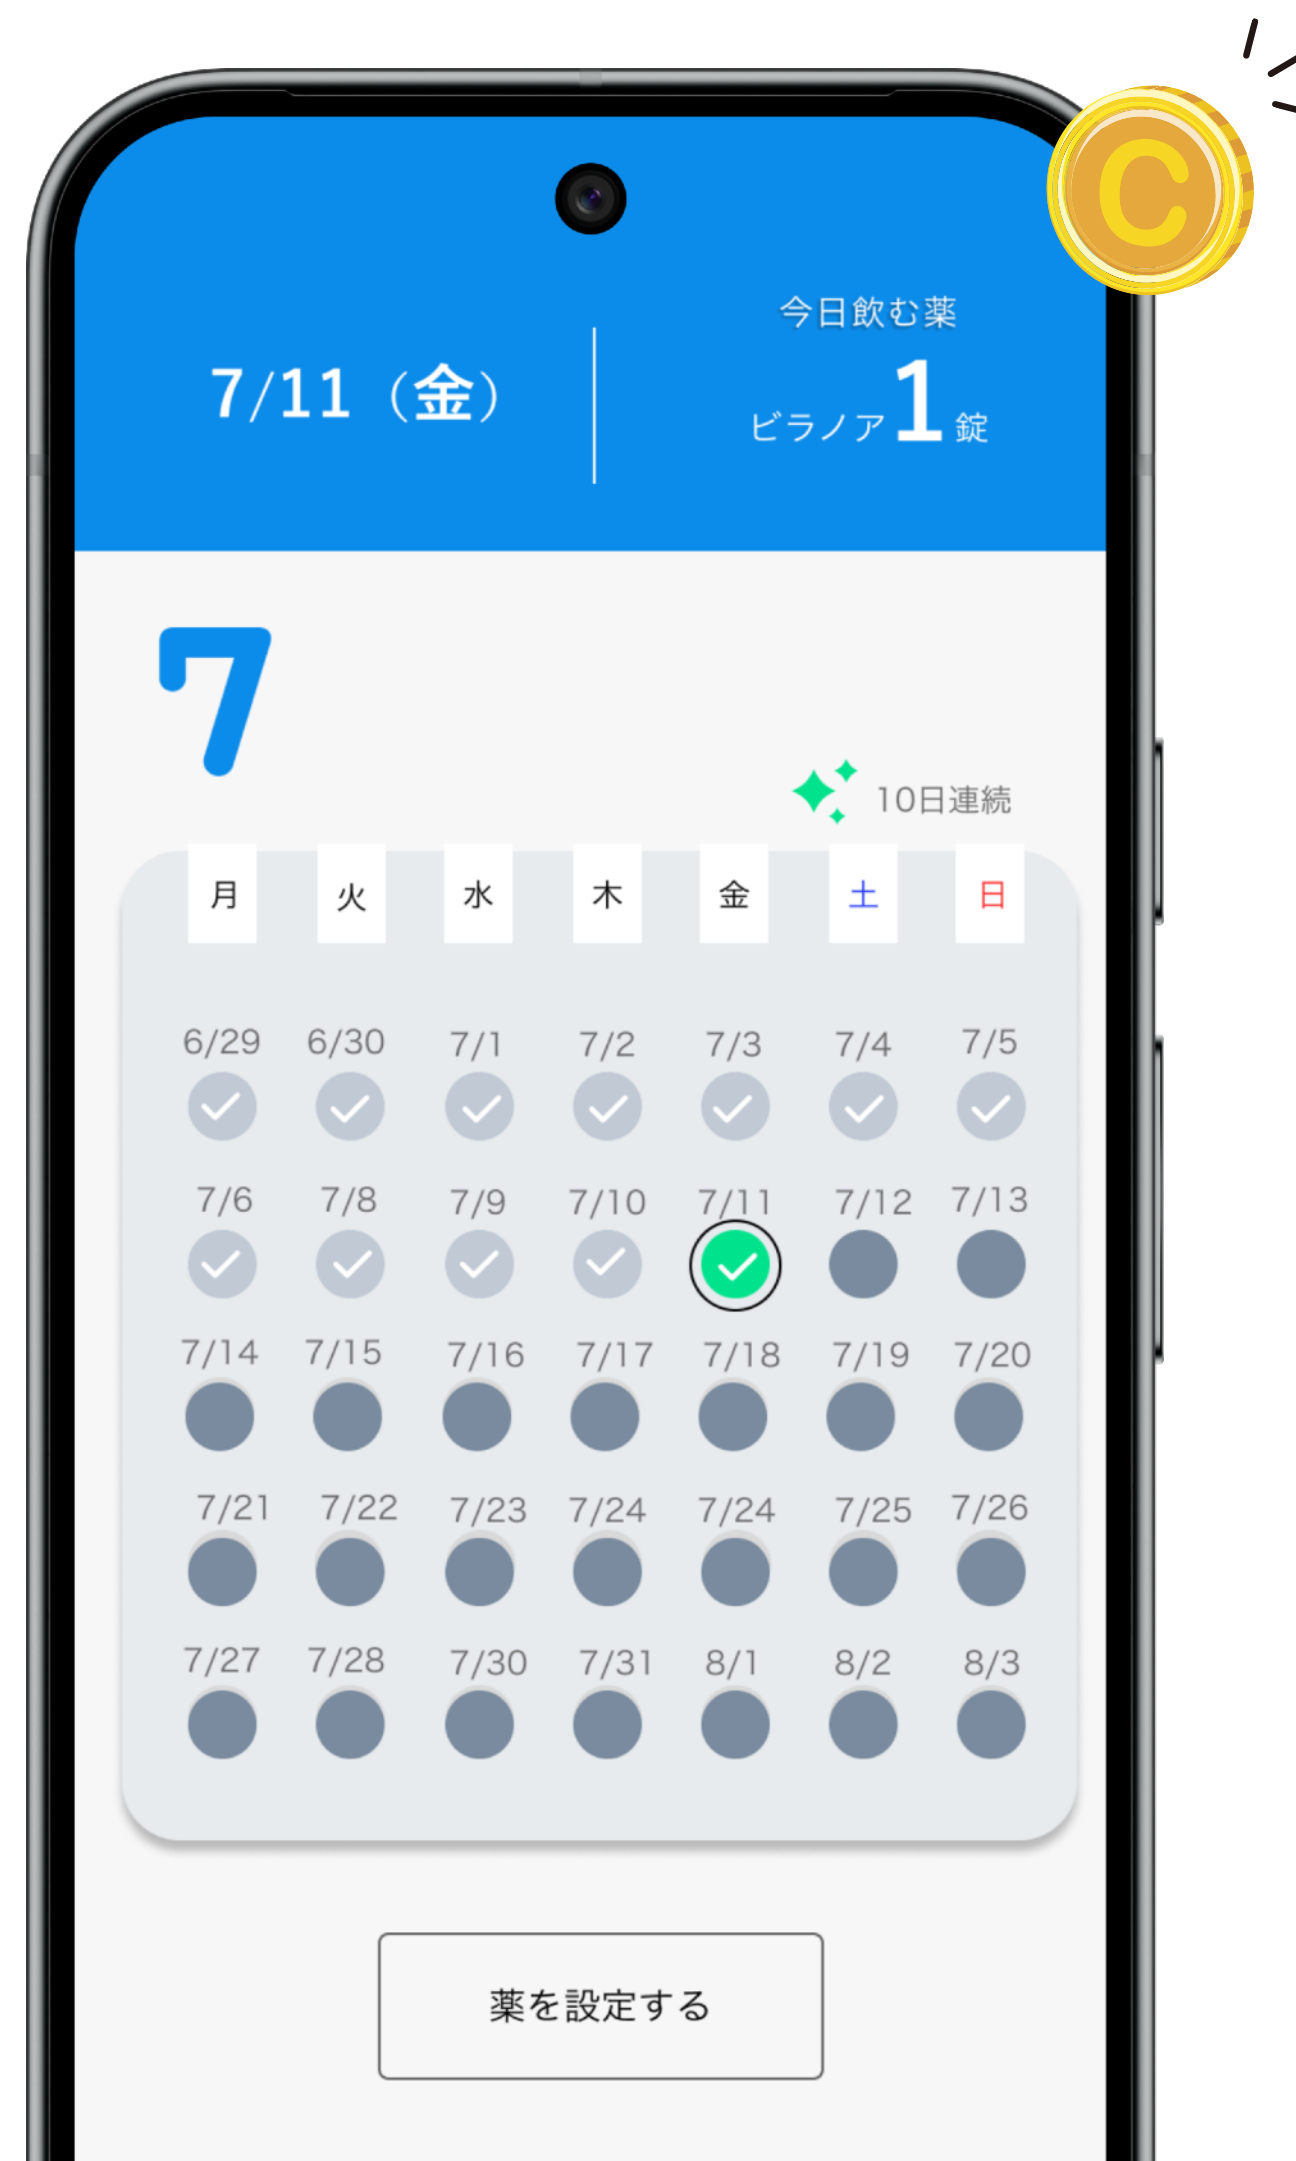 C
今日飲む薬
7/11（金）
ビラノア1錠
7
10日連続
月 火 水 木 金 土 日
6/29 6/30 7/1 7/2 7/3 7/4 7/5
7/6 7/8 7/9 7/10 7/11 7/12 7/13
7/14 7/15 7/16 7/17 7/18 7/19 7/20
7/21 7/22 7/23 7/24 7/24 7/25 7/26
7/27 7/28 7/30 7/31 8/1 8/2 8/3
薬を設定する